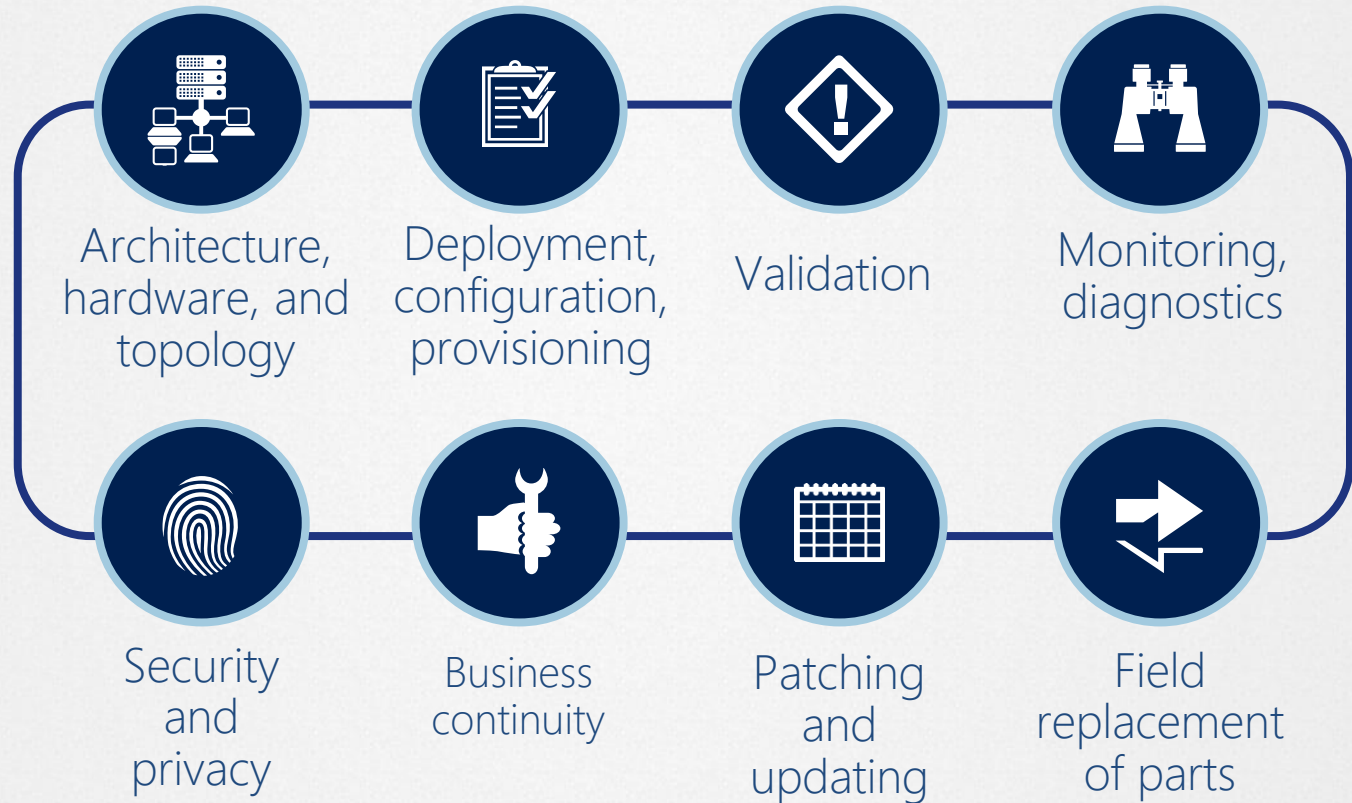 Architecture,
hardware, and
topology
Deployment,
configuration,
provisioning
Validation
Monitoring,
diagnostics
Security
and
privacy
Business
continuity
Patching
and
updating
Field
replacement
of parts